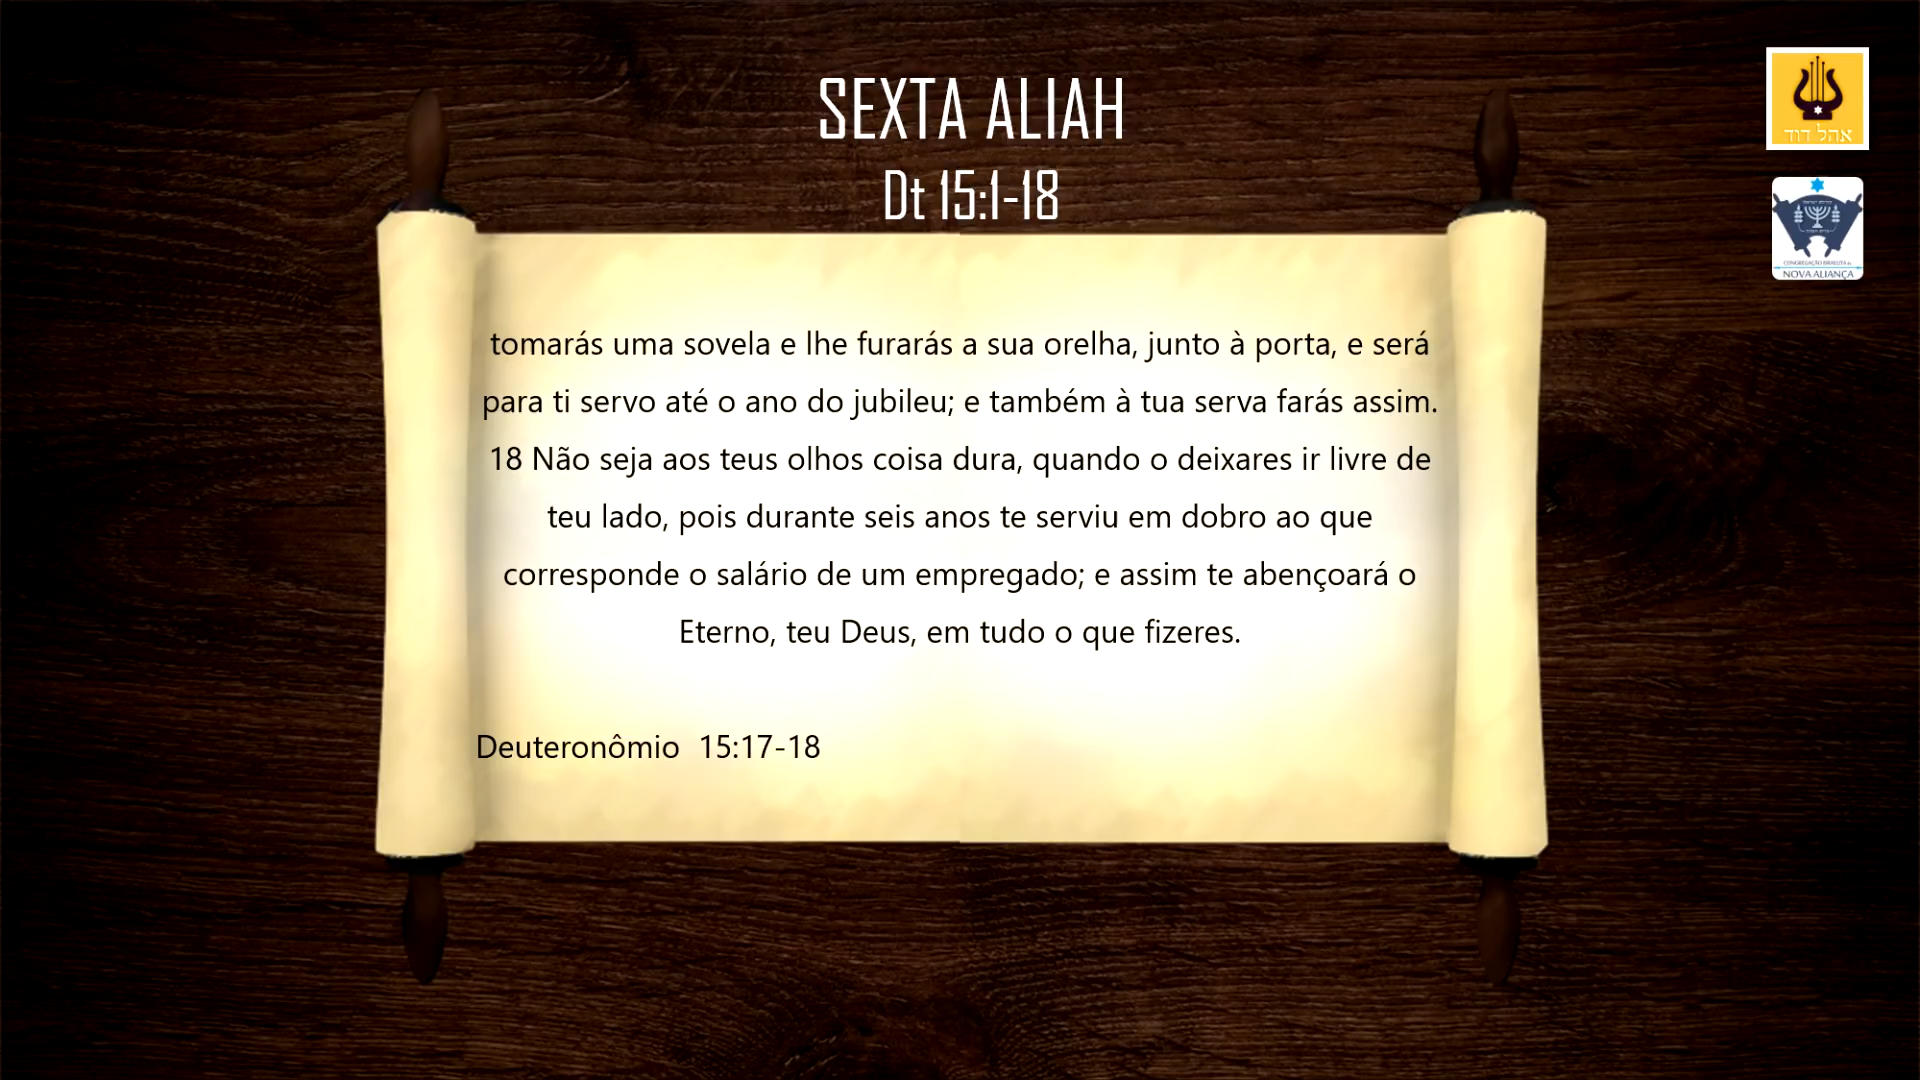 SEXTA ALIAH
Dt 15:1-18
אהל דוד
CONGREGAÇÃO ISRAELITA da
NOVA ALIANÇA
tomarás uma sovela e lhe furarás a sua orelha, junto à porta, e será
para ti servo até o ano do jubileu; e também à tua serva farás assim.
18 Não seja aos teus olhos coisa dura, quando o deixares ir livre de
teu lado, pois durante seis anos te serviu em dobro ao que
corresponde o salário de um empregado; e assim te abençoará o
Eterno, teu Deus, em tudo o que fizeres.
Deuteronômio 15:17-18